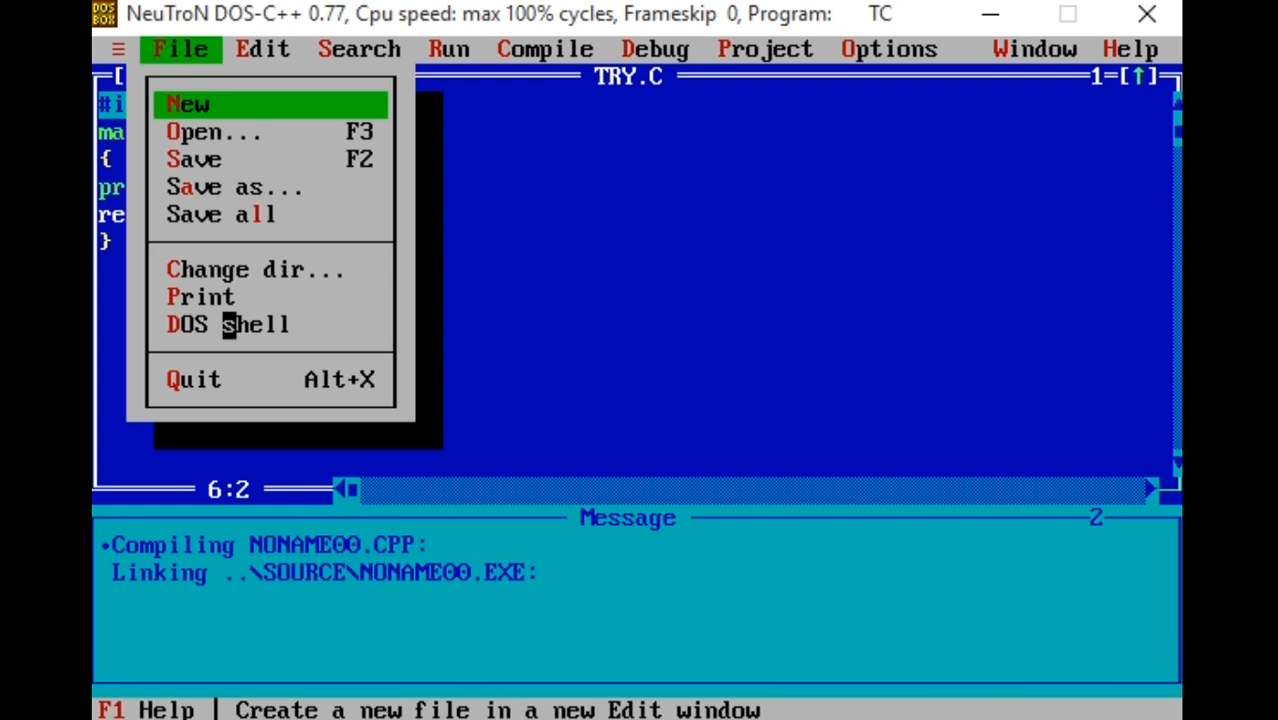 NeuTroN DOS-C++ 0.77, Cpu speed: max 100% cycles, Frameskip 0, Program: TC
≡ File Edit Search Run Compile Debug Project Options Window Help
[ TRY.C 1=[↑]
#i
ma
{
pr
re
}
New
Open... F3
Save F2
Save as...
Save all
Change dir...
Print
DOS shell
Quit Alt+X
6:2
Message 2
•Compiling NONAME00.CPP:
Linking ..\SOURCE\NONAME00.EXE:
F1 Help | Create a new file in a new Edit window